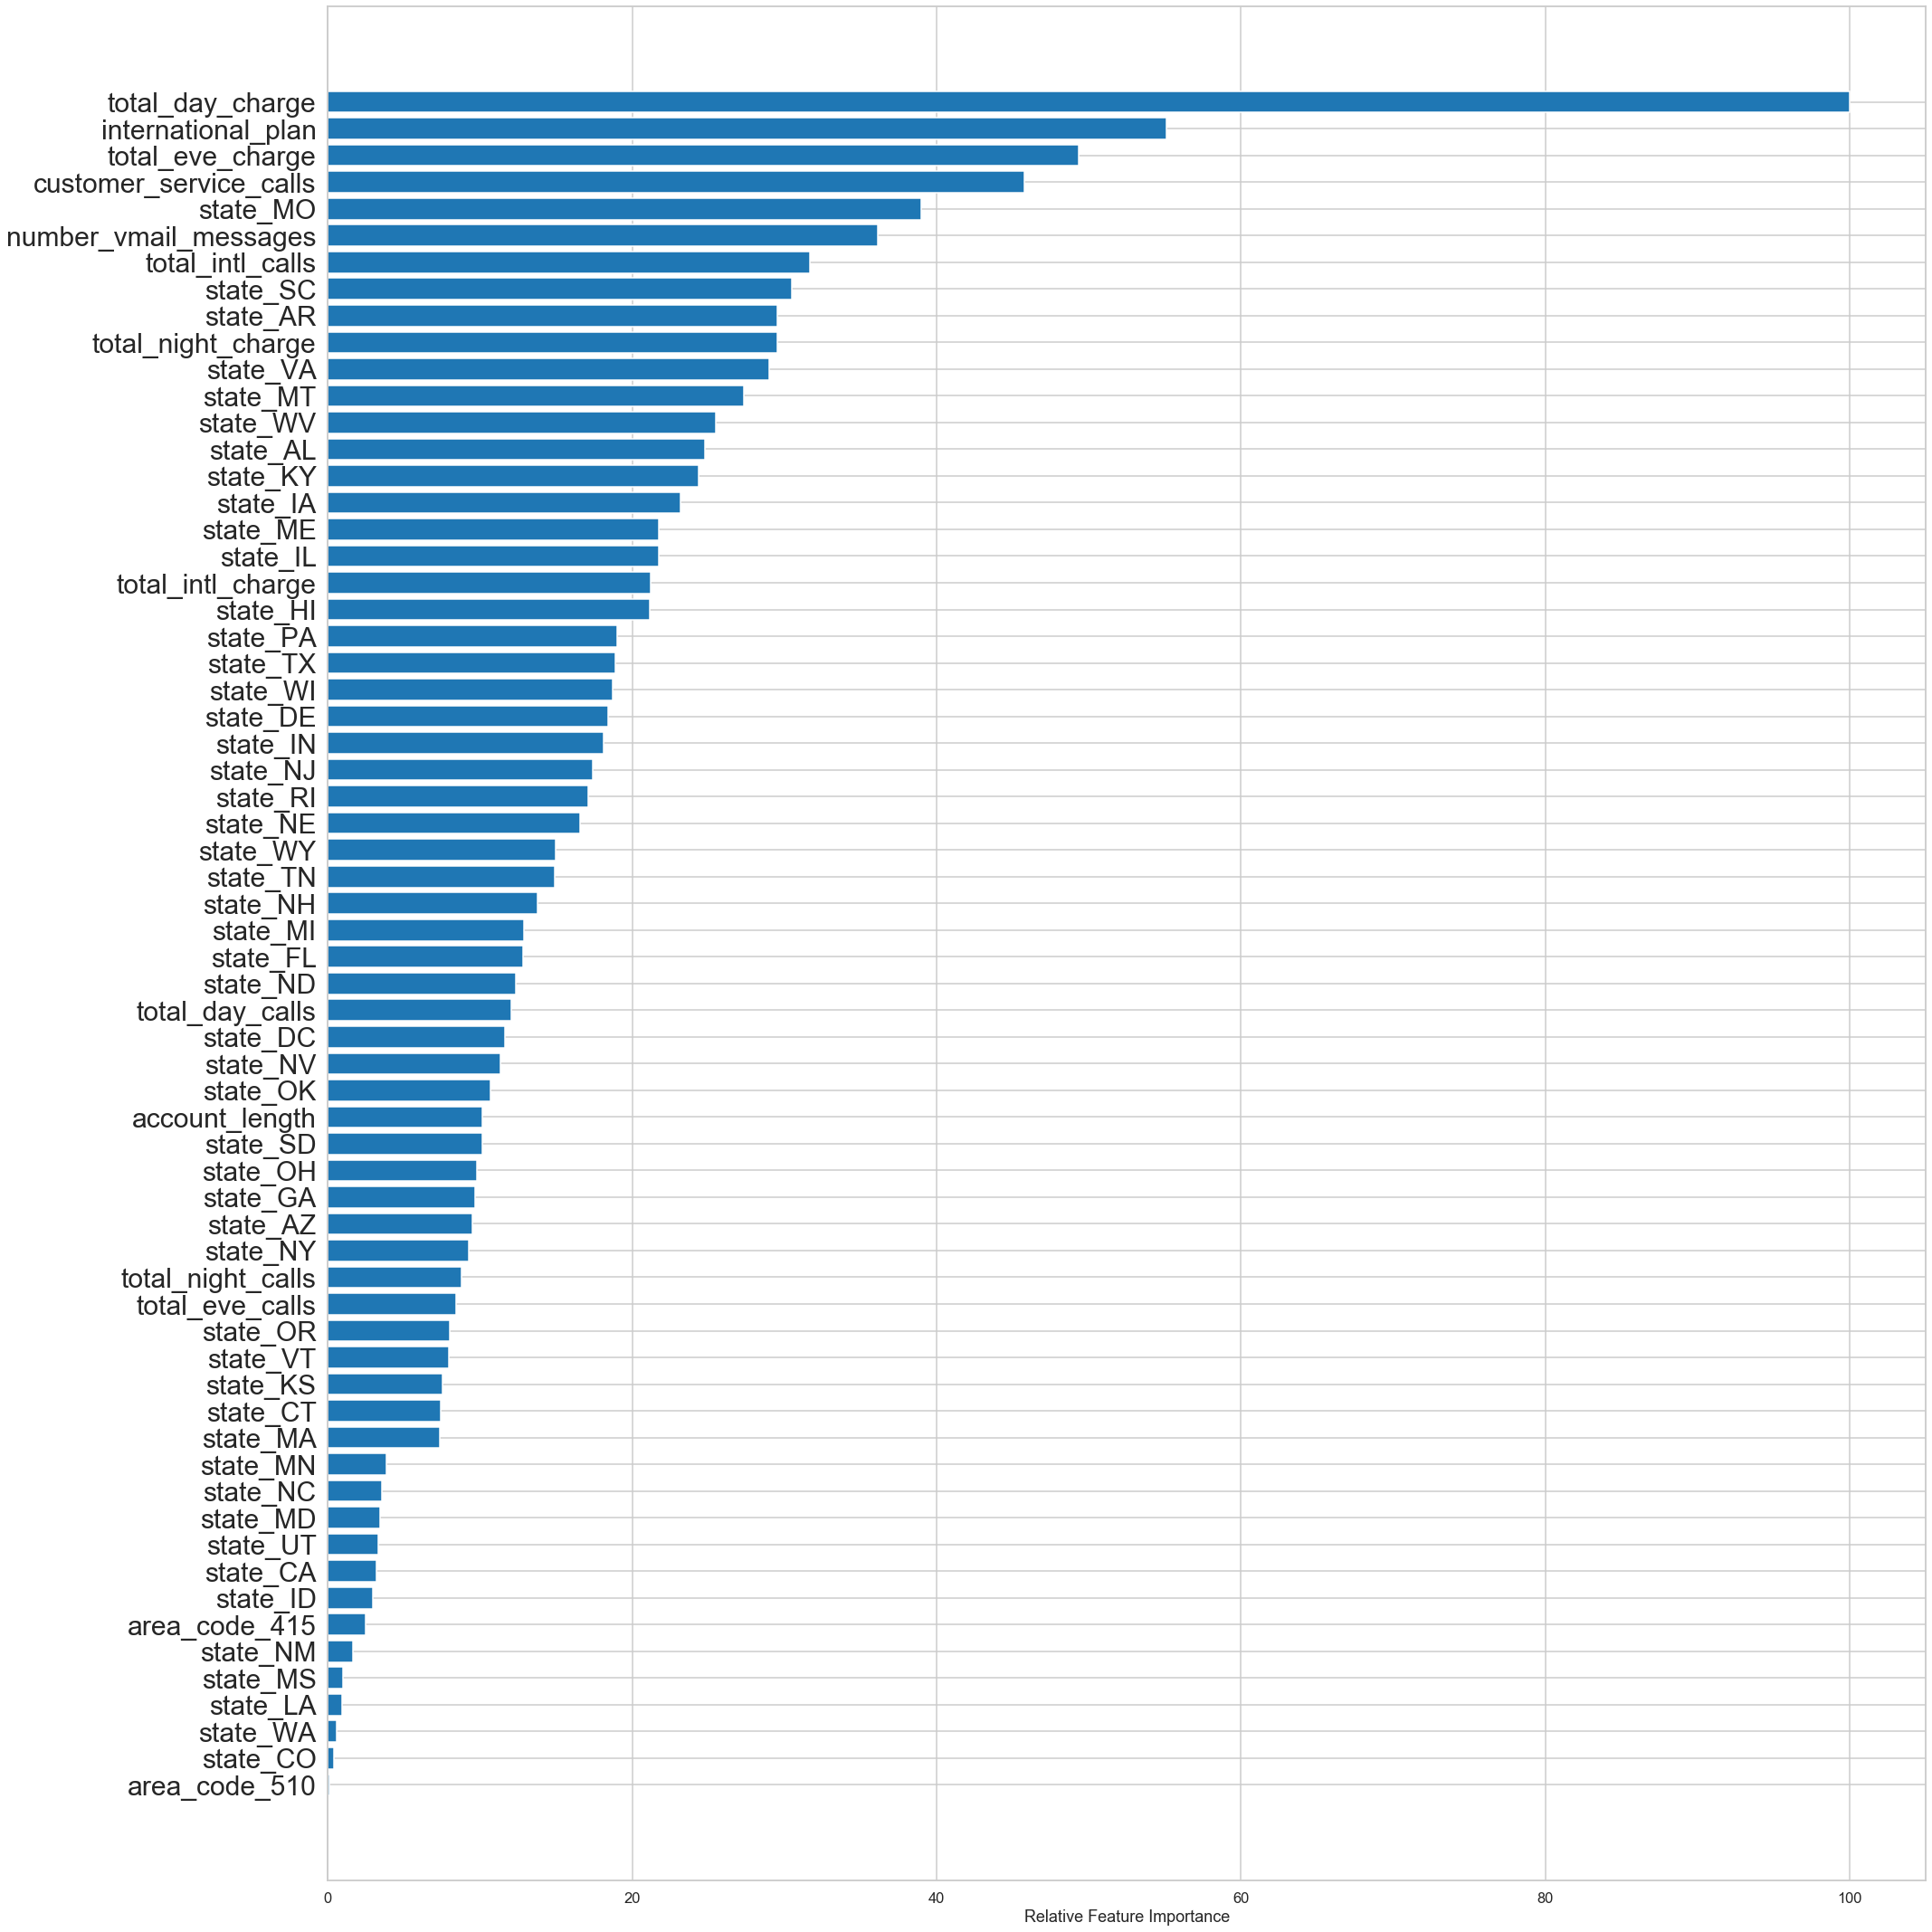 total_day_charge
international_plan
total_eve_charge
customer_service_calls
state_MO
number_vmail_messages
total_intl_calls
state_SC
state_AR
total_night_charge
state_VA
state_MT
state_WV
state_AL
state_KY
state_IA
state_ME
state_IL
total_intl_charge
state_HI
state_PA
state_TX
state_WI
state_DE
state_IN
state_NJ
state_RI
state_NE
state_WY
state_TN
state_NH
state_MI
state_FL
state_ND
total_day_calls
state_DC
state_NV
state_OK
account_length
state_SD
state_OH
state_GA
state_AZ
state_NY
total_night_calls
total_eve_calls
state_OR
state_VT
state_KS
state_CT
state_MA
state_MN
state_NC
state_MD
state_UT
state_CA
state_ID
area_code_415
state_NM
state_MS
state_LA
state_WA
state_CO
area_code_510
0 20 40 60 80 100
Relative Feature Importance